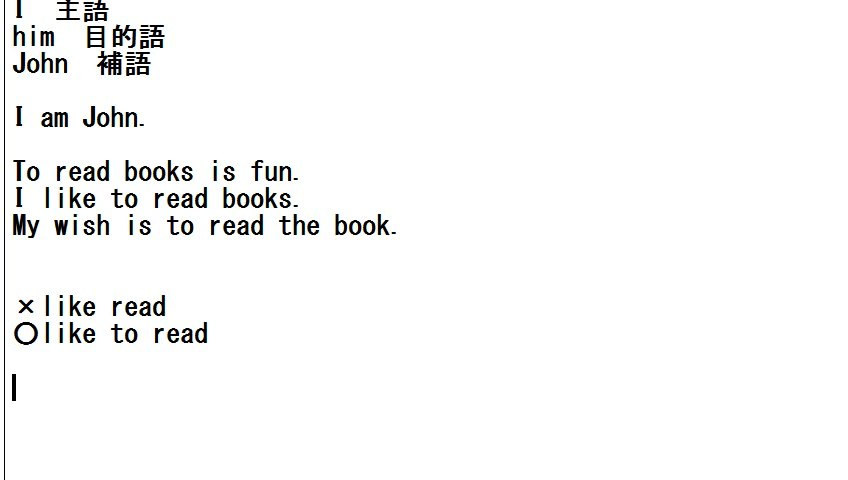 I 主語
him 目的語
John 補語
I am John.
To read books is fun.
I like to read books.
My wish is to read the book.
×like read
○like to read